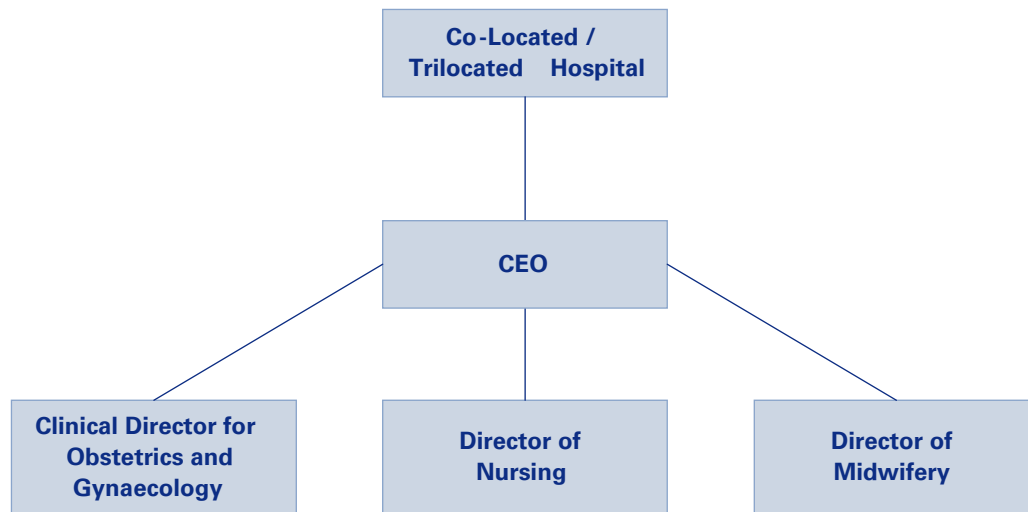 Co-Located /
Trilocated Hospital
CEO
Clinical Director for
Obstetrics and
Gynaecology
Director of
Nursing
Director of
Midwifery